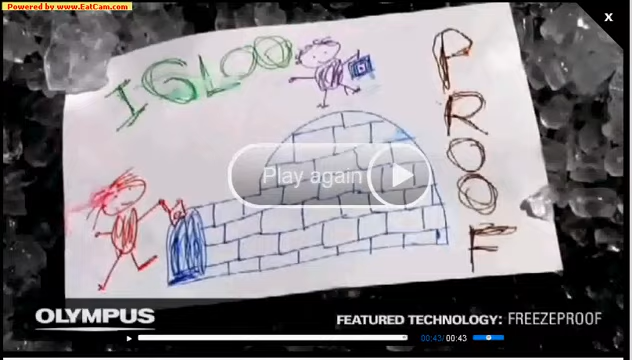 Powered by www.EatCam.com
x
IGLOO
PROOF
Play again
OLYMPUS
FEATURED TECHNOLOGY: FREEZEPROOF
00:43/00:43